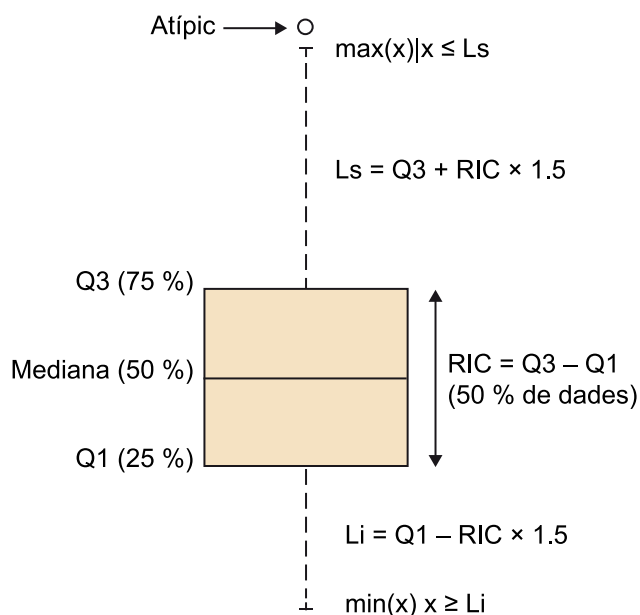 Atípic
max(x)|x ≤ Ls
Ls = Q3 + RIC × 1.5
Q3 (75 %)
Mediana (50 %)
RIC = Q3 – Q1
(50 % de dades)
Q1 (25 %)
Li = Q1 – RIC × 1.5
min(x) x ≥ Li